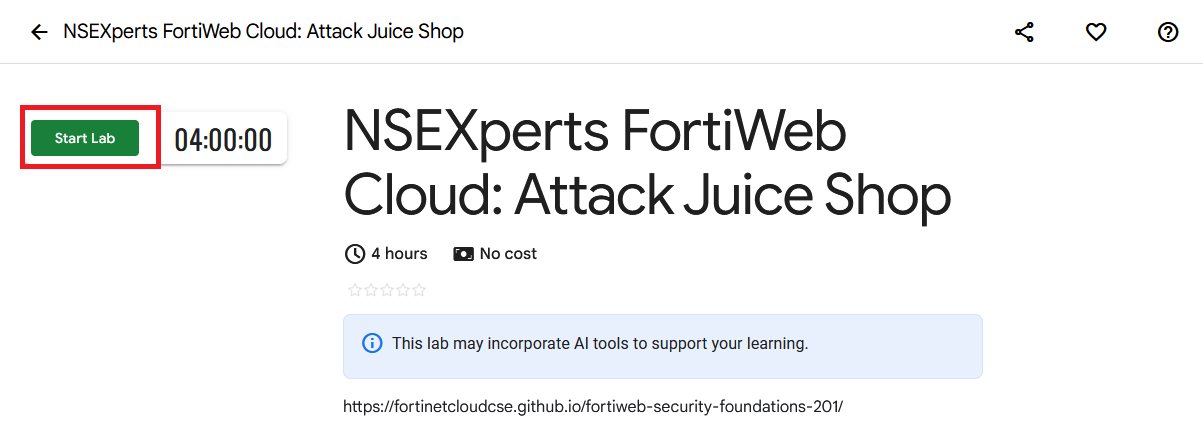 NSEXperts FortiWeb Cloud: Attack Juice Shop
Start Lab
04:00:00
NSEXperts FortiWeb
Cloud: Attack Juice Shop
4 hours
No cost
This lab may incorporate AI tools to support your learning.
https://fortinetcloudcse.github.io/fortiweb-security-foundations-201/